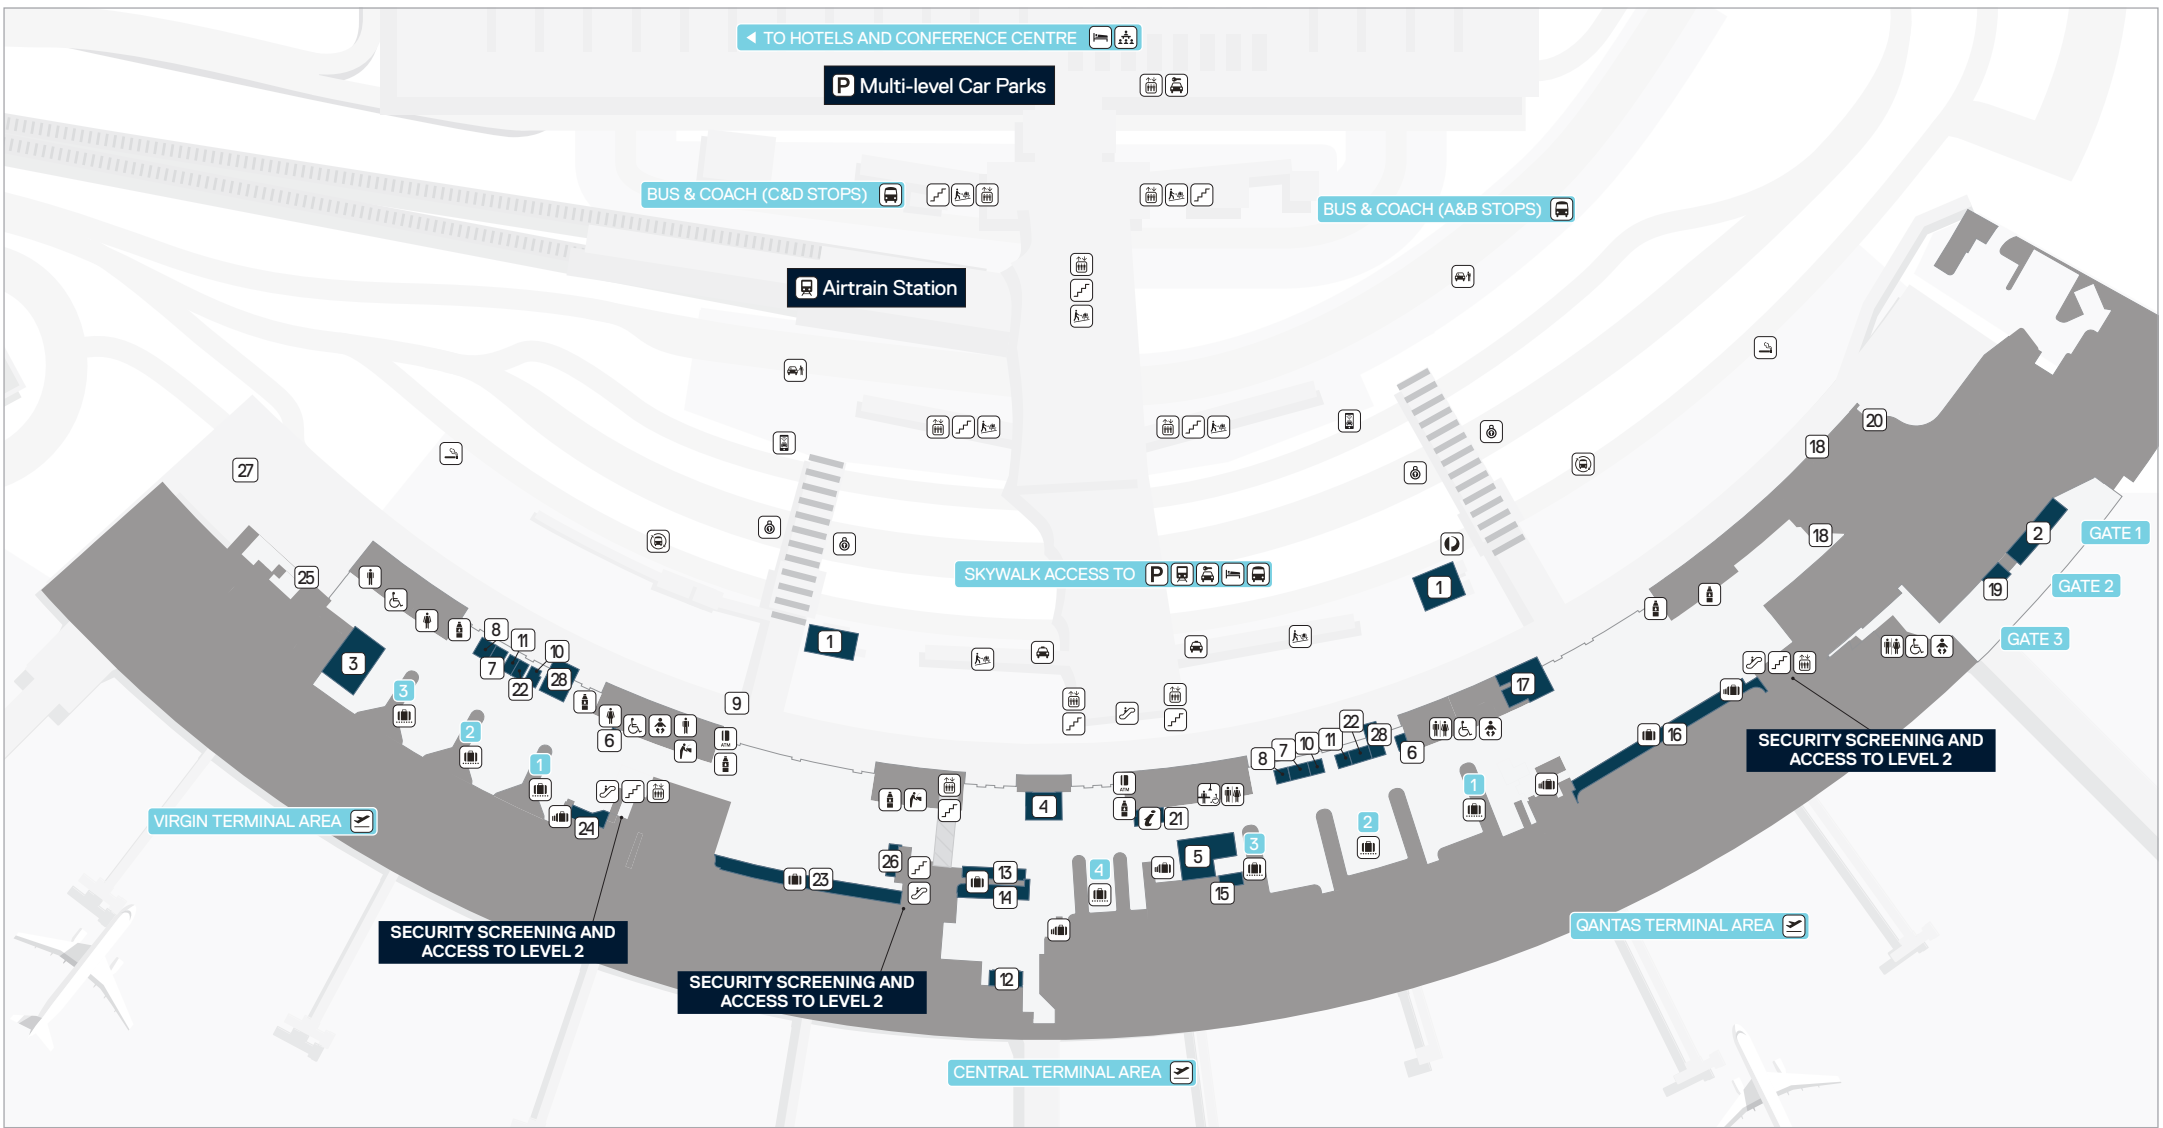 TO HOTELS AND CONFERENCE CENTRE
P Multi-level Car Parks
BUS & COACH (C&D STOPS)
BUS & COACH (A&B STOPS)
Airtrain Station
20
18
27
2
GATE 1
18
SKYWALK ACCESS TO P
25
1
GATE 2
19
8
11
1
GATE 3
10
3
7
28
22
17
3
9
22
2
6
ATM
11
28
16
10
6
7
8
SECURITY SCREENING AND
ACCESS TO LEVEL 2
1
1
ATM
4
VIRGIN TERMINAL AREA
24
i
21
2
3
5
26
13
4
23
14
15
SECURITY SCREENING AND
ACCESS TO LEVEL 2
QANTAS TERMINAL AREA
SECURITY SCREENING AND
ACCESS TO LEVEL 2
12
CENTRAL TERMINAL AREA